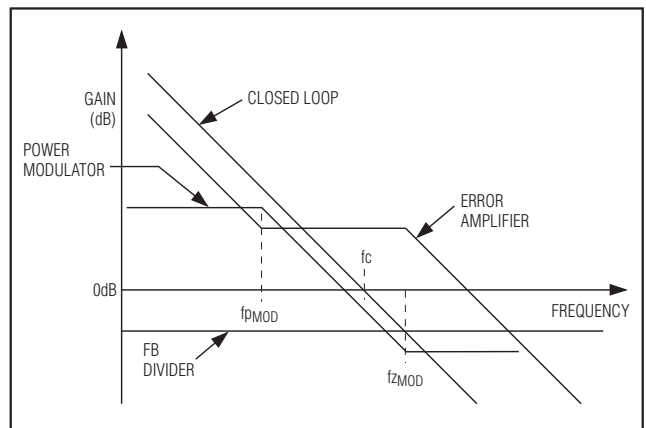 GAIN
(dB)
CLOSED LOOP
POWER
MODULATOR
ERROR
AMPLIFIER
fc
0dB
FREQUENCY
fpMOD
FB
DIVIDER
fzMOD